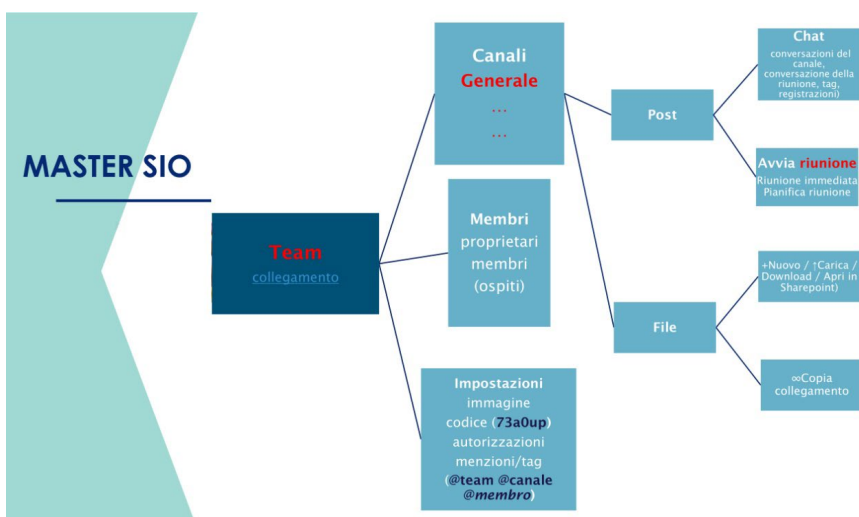 MASTER SIO
Team
collegamento
Canali
Generale
...
...
Membri
proprietari
membri
(ospiti)
Impostazioni
immagine
codice (73a0up)
autorizzazioni
menzioni/tag
(@team @canale
@membro)
Post
File
Chat
conversazioni del
canale,
conversazione della
riunione, tag,
registrazioni)
Avvia riunione
Riunione immediata
Pianifica riunione
+Nuovo / ↑Carica /
Download / Apri in
Sharepoint)
∞Copia
collegamento